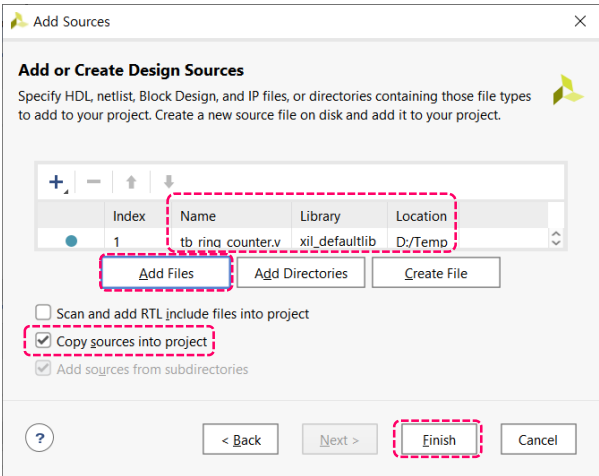 Add Sources
Add or Create Design Sources
Specify HDL, netlist, Block Design, and IP files, or directories containing those file types
to add to your project. Create a new source file on disk and add it to your project.
Index Name Library Location
1 tb_ring_counter.v xil_defaultlib D:/Temp
Add Files Add Directories Create File
Scan and add RTL include files into project
Copy sources into project
Add sources from subdirectories
? < Back Next > Finish Cancel